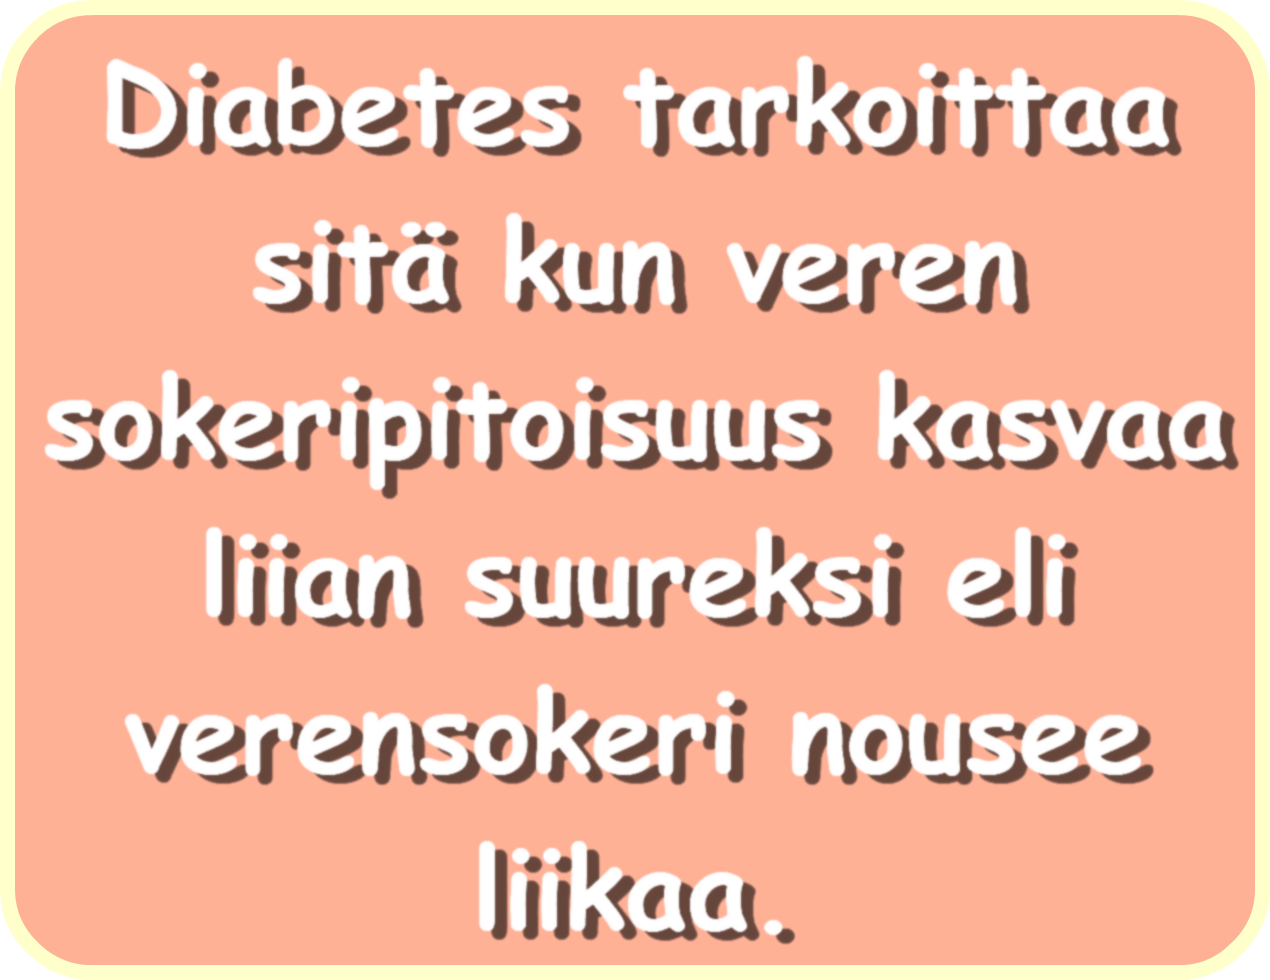 Diabetes tarkoittaa
sitä kun veren
sokeripitoisuus kasvaa
liian suureksi eli
verensokeri nousee
liikaa.